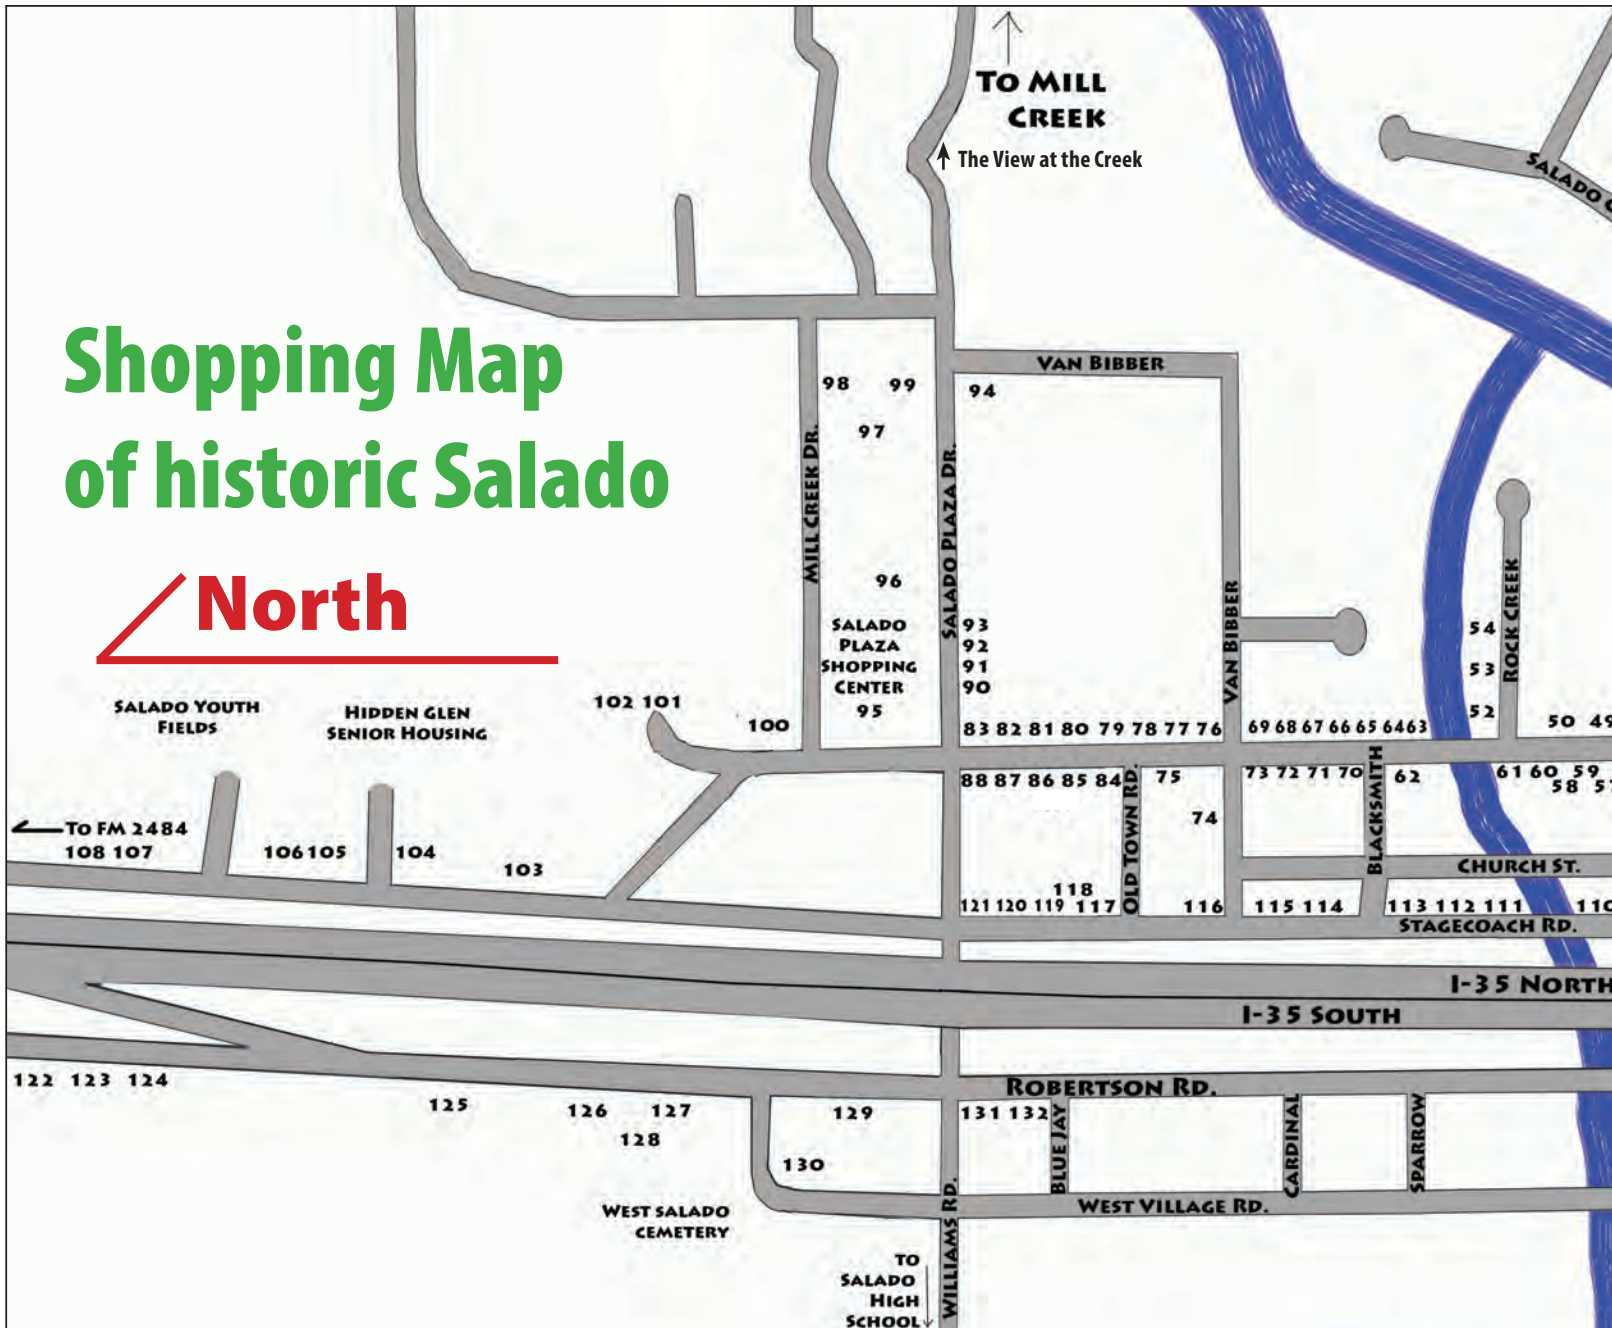 TO MILL
CREEK
The View at the Creek
SALADO
VAN BIBBER
98 99 94
Shopping Map
of historic Salado
97
MILL CREEK DR.
SALADO PLAZA DR.
North
96
VAN BIBBER
ROCK CREEK
SALADO
PLAZA
SHOPPING
CENTER
95
93
92
91
90
54
53
52
SALADO YOUTH
FIELDS
HIDDEN GLEN
SENIOR HOUSING
102 101
100
83 82 81 80 79 78 77 76
69 68 67 66 65 64 63
50 49
88 87 86 85 84
OLD TOWN RD.
75
73 72 71 70
BLACKSMITH
62
61 60 59
58
74
TO FM 2484
108 107
106 105
104
103
CHURCH ST.
118
121 120 119 117
116
115 114
113 112 111
110
STAGECOACH RD.
I-35 NORTH
I-35 SOUTH
ROBERTSON RD.
122 123 124
125
126 127
128
129
130
131 132
BLUE JAY
CARDINAL
SPARROW
WEST VILLAGE RD.
WEST SALADO
CEMETERY
WILLIAMS RD.
TO
SALADO
HIGH
SCHOOL